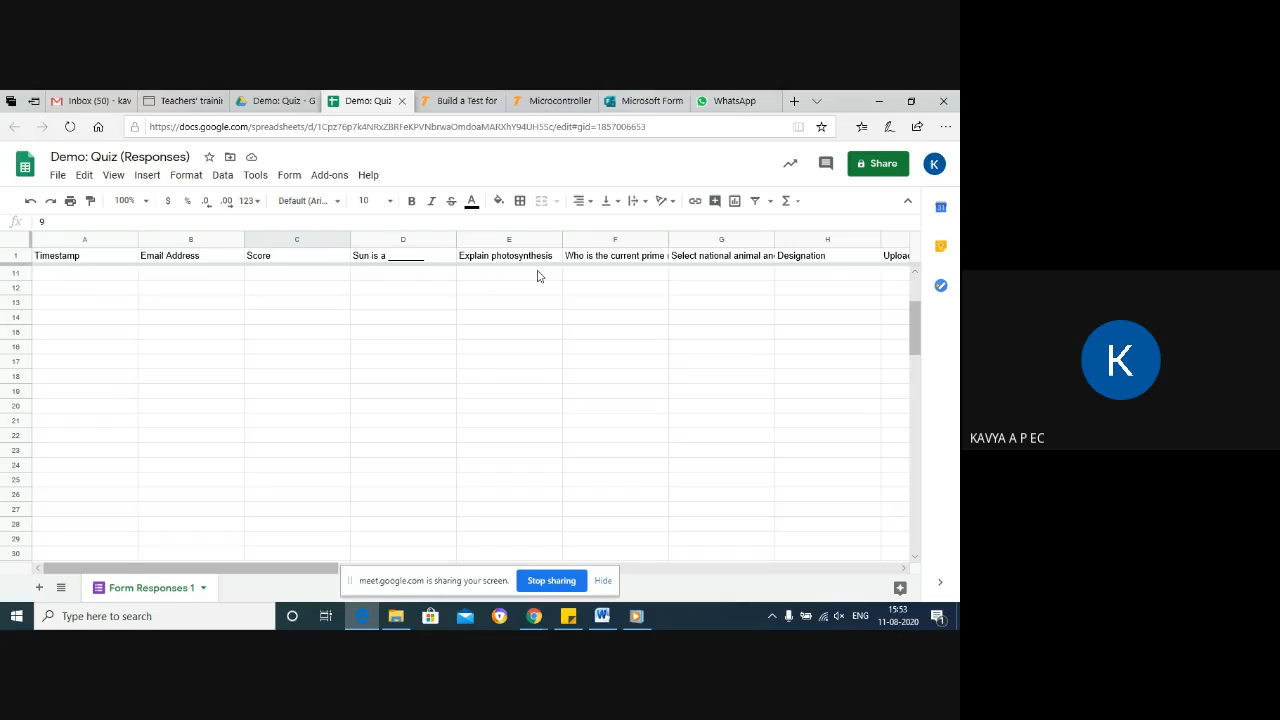 Inbox (50) - kav Teachers' trainin Demo: Quiz - G Demo: Quiz Build a Test for Microcontroller Microsoft Form WhatsApp
https://docs.google.com/spreadsheets/d/1Cpz76p7k4NRxZBRFeKPVNbrwaOmdoaMARXhY94UH5Sc/edit#gid=1857006653
Demo: Quiz (Responses)
Share
K
File Edit View Insert Format Data Tools Form Add-ons Help
100% $ % .0 .00 123 Default (Ari... 10 B I S A
fx 9
A B C D E F G H
1 Timestamp Email Address Score Sun is a _______ Explain photosynthesis Who is the current prime Select national animal an Designation Uploa
11
12
13
14
15
16
17
18
19
20
21
22
23
24
25
26
27
28
29
30
meet.google.com is sharing your screen. Stop sharing Hide
Form Responses 1
Type here to search
ENG
15:53
11-08-2020
K
KAVYA A P EC